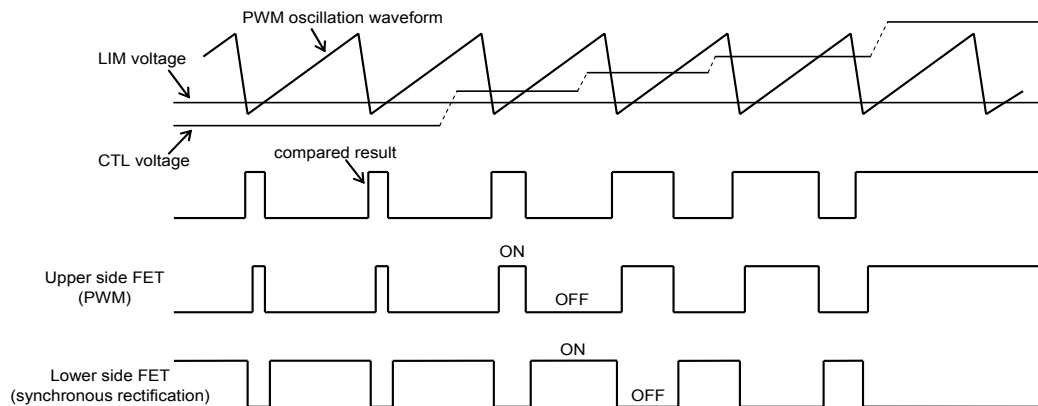 PWM oscillation waveform
LIM voltage
CTL voltage
compared result
ON
Upper side FET
(PWM)
OFF
ON
Lower side FET
(synchronous rectification)
OFF